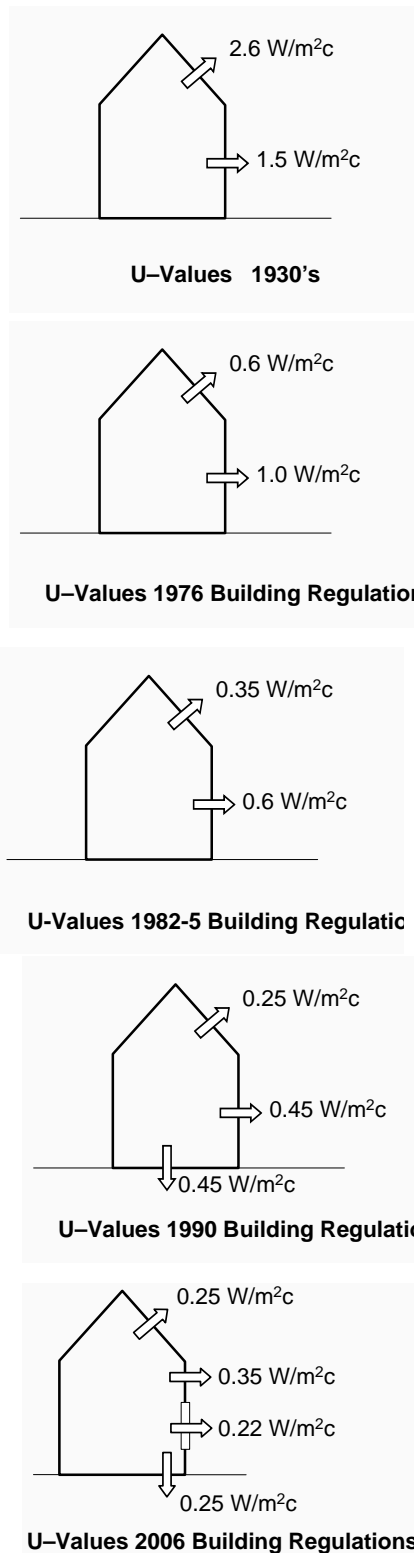 2.6 W/m²c
1.5 W/m²c
U–Values 1930's
0.6 W/m²c
1.0 W/m²c
U–Values 1976 Building Regulation
0.35 W/m²c
0.6 W/m²c
U-Values 1982-5 Building Regulatio
0.25 W/m²c
0.45 W/m²c
0.45 W/m²c
U–Values 1990 Building Regulatio
0.25 W/m²c
0.35 W/m²c
0.22 W/m²c
0.25 W/m²c
U–Values 2006 Building Regulations